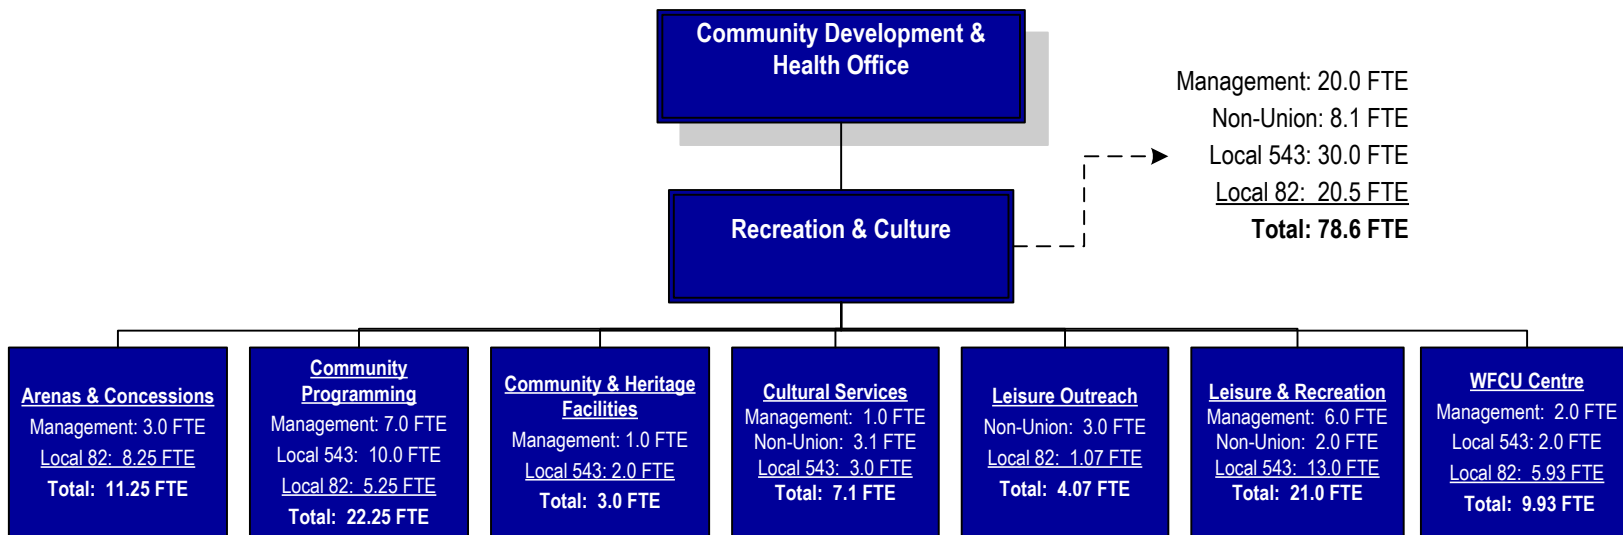 Community Development &
Health Office
Management: 20.0 FTE
Non-Union: 8.1 FTE
Local 543: 30.0 FTE
Local 82: 20.5 FTE
Total: 78.6 FTE
Recreation & Culture
Arenas & Concessions
Management: 3.0 FTE
Local 82: 8.25 FTE
Total: 11.25 FTE
Community
Programming
Management: 7.0 FTE
Local 543: 10.0 FTE
Local 82: 5.25 FTE
Total: 22.25 FTE
Community & Heritage
Facilities
Management: 1.0 FTE
Local 543: 2.0 FTE
Total: 3.0 FTE
Cultural Services
Management: 1.0 FTE
Non-Union: 3.1 FTE
Local 543: 3.0 FTE
Total: 7.1 FTE
Leisure Outreach
Non-Union: 3.0 FTE
Local 82: 1.07 FTE
Total: 4.07 FTE
Leisure & Recreation
Management: 6.0 FTE
Non-Union: 2.0 FTE
Local 543: 13.0 FTE
Total: 21.0 FTE
WFCU Centre
Management: 2.0 FTE
Local 543: 2.0 FTE
Local 82: 5.93 FTE
Total: 9.93 FTE